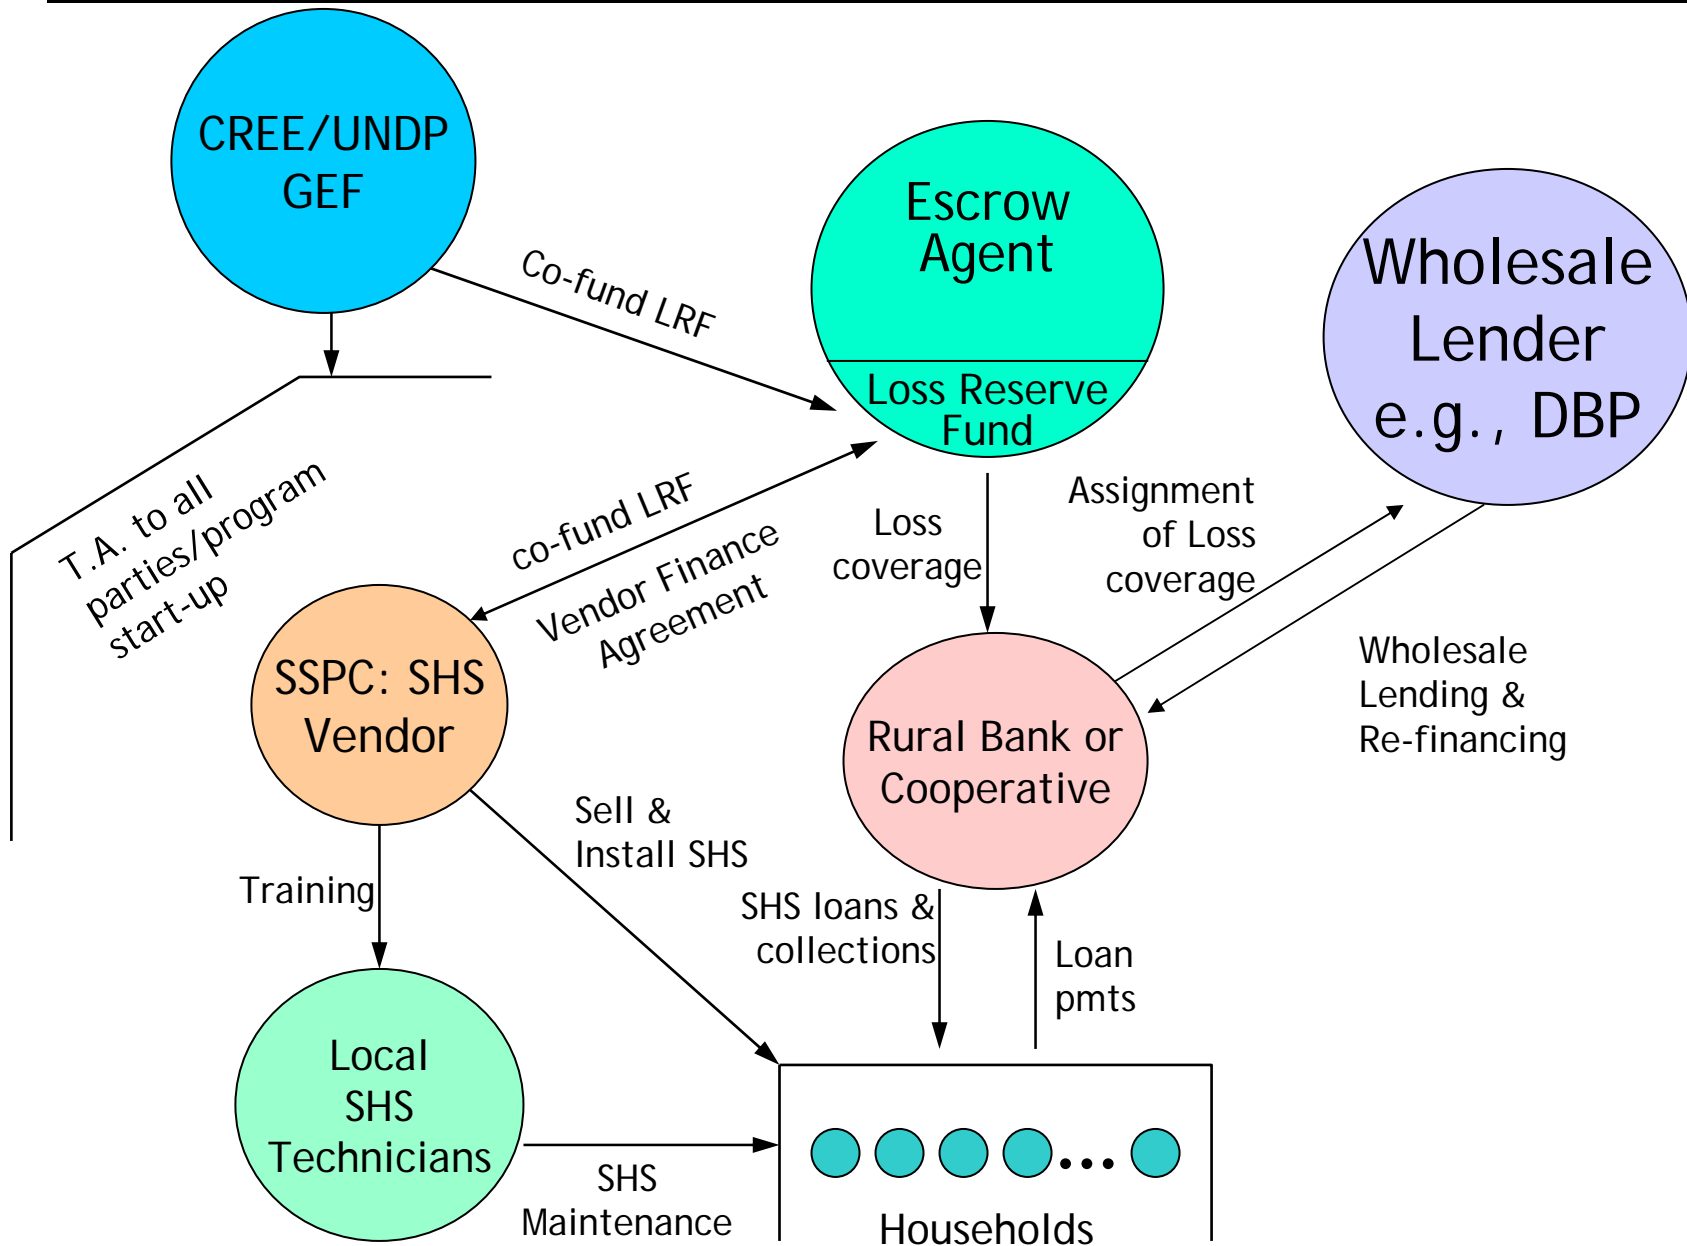 CREE/UNDP
GEF
Escrow
Agent
Loss Reserve
Fund
Wholesale
Lender
e.g., DBP
Co-fund LRF
T.A. to all
parties/program
start-up
co-fund LRF
Vendor Finance
Agreement
Loss
coverage
Assignment
of Loss
coverage
Wholesale
Lending &
Re-financing
SSPC: SHS
Vendor
Rural Bank or
Cooperative
Sell &
Install SHS
Training
SHS loans &
collections
Loan
pmts
Local
SHS
Technicians
SHS
Maintenance
...
Households